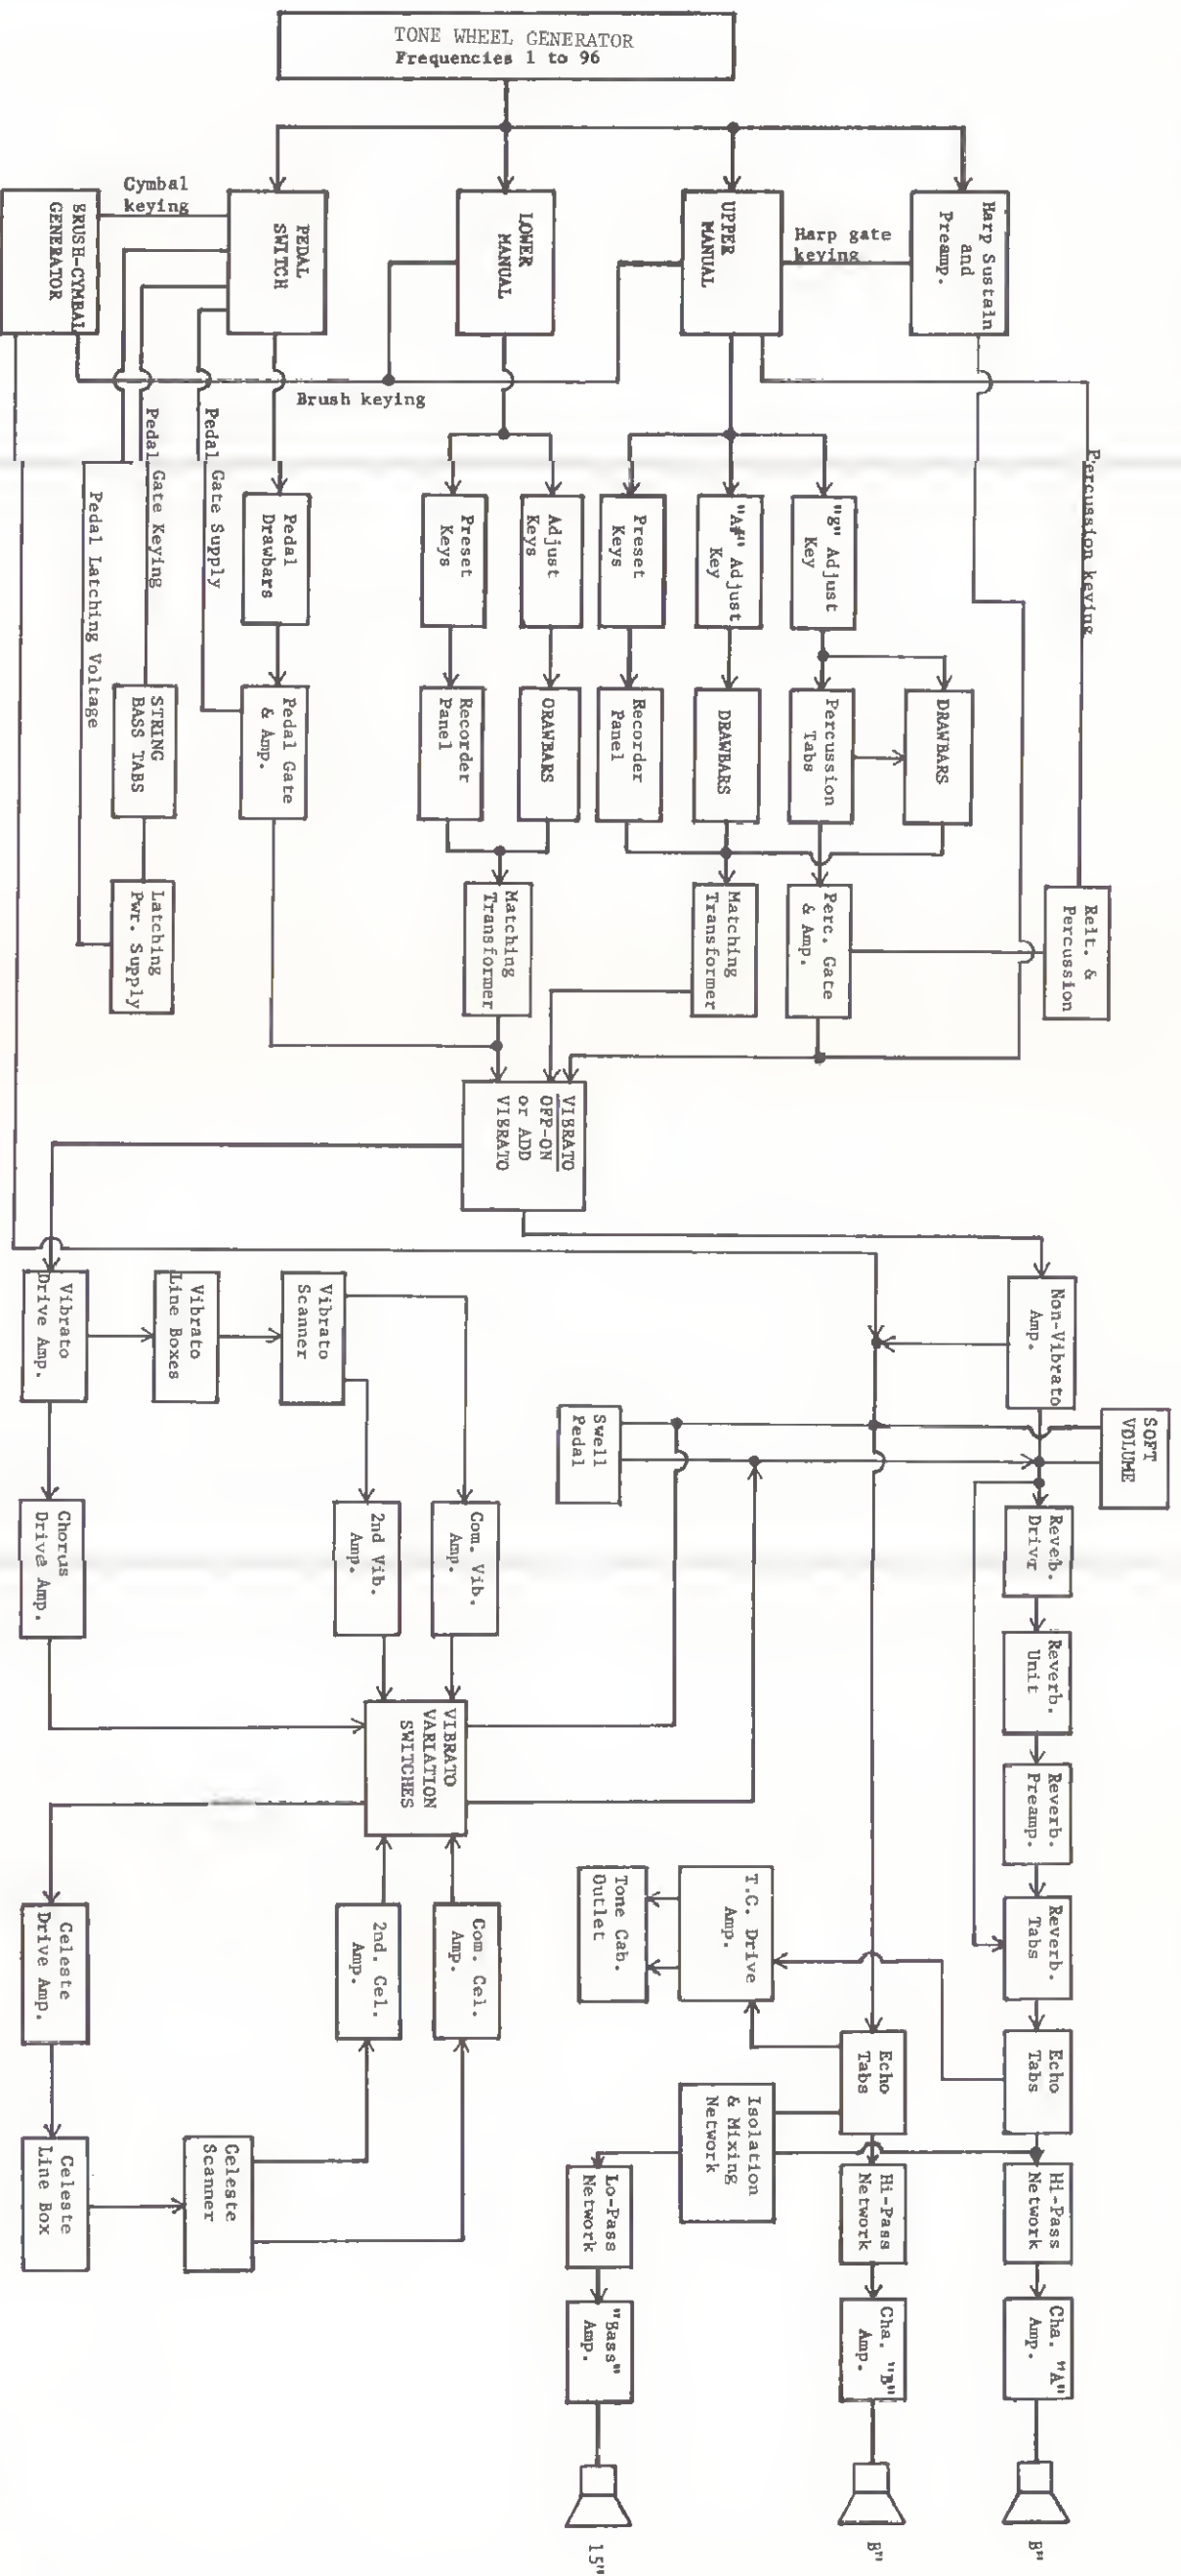 TONE WHEEL GENERATOR
Frequencies 1 to 96
Harp Sustain
and
Preamp.
Harp gate
keying
UPPER
MANUAL
LOWER
MANUAL
PEDAL
SWITCH
Cymbal
keying
BRUSH-CYMBAL
GENERATOR
Brush keying
Percussion keying
Pedal Gate Supply
Pedal Gate Keying
Pedal Latching Voltage
"B" Adjust
Key
"A#" Adjust
Key
Preset
Keys
Adjust
Keys
Preset
Keys
Pedal
Drawbars
DRAWBARS
Percussion
Tabs
DRAWBARS
Recorder
Panel
DRAWBARS
Recorder
Panel
Pedal Gate
& Amp.
STRING
BASS TABS
Reit. &
Percussion
Perc. Gate
& Amp.
Matching
Transformer
Matching
Transformer
Latching
Pwr. Supply
VIBRATO
OFF-ON
or ADD
VIBRATO
Non-Vibrato
Amp.
Vibrato
Scanner
Vibrato
Line Boxes
Vibrato
Drive Amp.
SOFT
VOLUME
Swell
Pedal
Reverb.
Driver
Com. Vib.
Amp.
2nd Vib.
Amp.
Chorus
Drive Amp.
Reverb.
Unit
VIBRATO
VARIATION
SWITCHES
Reverb.
Preamp.
Reverb.
Tabs
T.C. Drive
Amp.
Tone Cab.
Outlet
Com. Cel.
Amp.
2nd. Cel.
Amp.
Celeste
Drive Amp.
Echo
Tabs
Echo
Tabs
Isolation
& Mixing
Network
Celeste
Scanner
Celeste
Line Box
Hi-Pass
Network
Hi-Pass
Network
Lo-Pass
Network
Cha. "A"
Amp.
Cha. "B"
Amp.
"Bass"
Amp.
8"
8"
15"